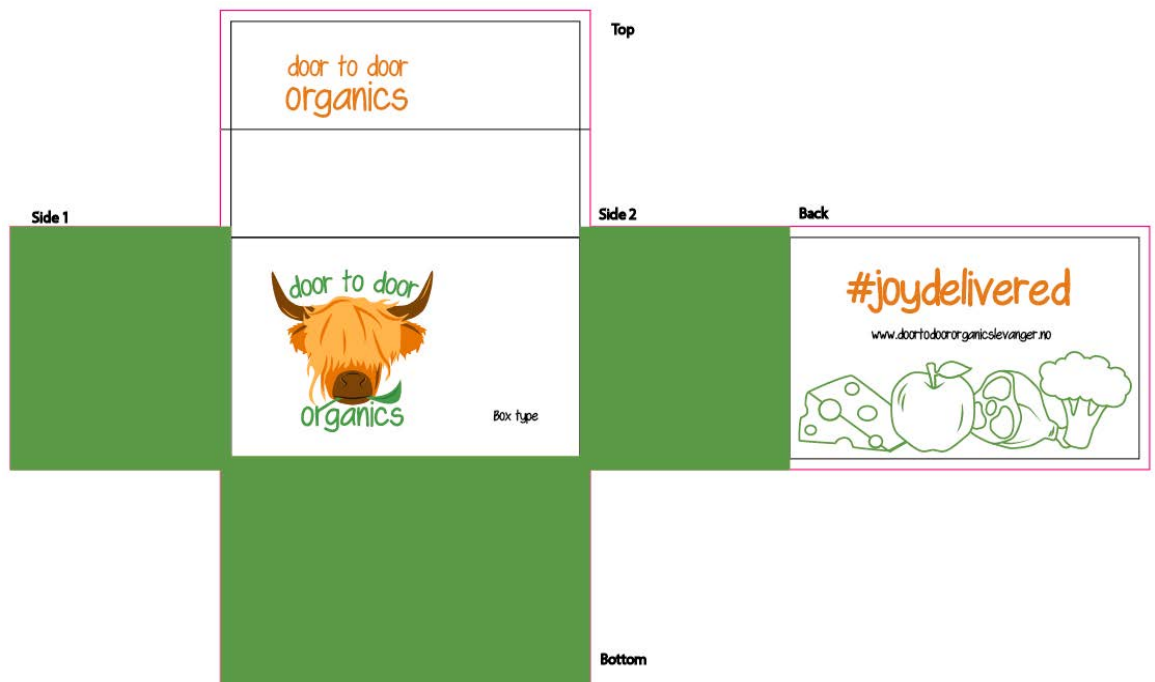 Top
door to door
organics
Side 1
Side 2
Back
door to door
organics
Box type
#joydelivered
www.doortodoororganicslevanger.no
Bottom